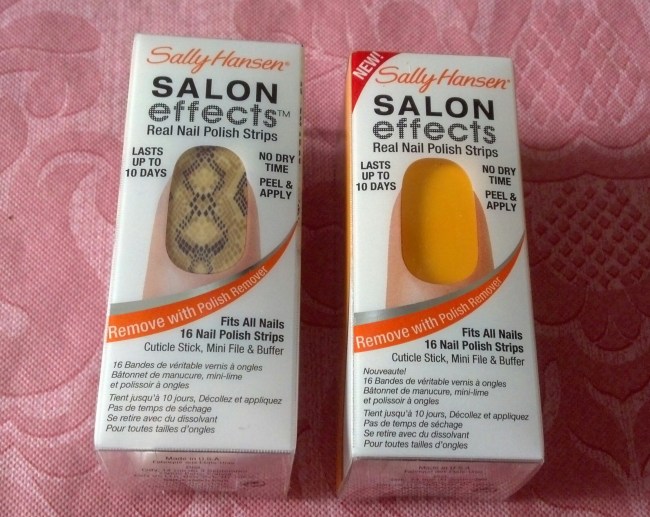 Sally Hansen®
SALON
effects™
Real Nail Polish Strips
LASTS
UP TO
10 DAYS
NO DRY
TIME
PEEL &
APPLY
Remove with Polish Remover
Fits All Nails
16 Nail Polish Strips
Cuticle Stick, Mini File & Buffer
16 Bandes de véritable vernis à ongles
Bâtonnet de manucure, mini-lime
et polissoir à ongles
Tient jusqu'à 10 jours, Décollez et appliquez
Pas de temps de séchage
Se retire avec du dissolvant
Pour toutes tailles d'ongles
Made in U.S.A.
NEW!
Sally Hansen®
SALON
effects
Real Nail Polish Strips
LASTS
UP TO
10 DAYS
NO DRY
TIME
PEEL &
APPLY
Remove with Polish Remover
Fits All Nails
16 Nail Polish Strips
Cuticle Stick, Mini File & Buffer
Nouveauté!
16 Bandes de véritable vernis à ongles
Bâtonnet de manucure, mini-lime
et polissoir à ongles
Tient jusqu'à 10 jours, Décollez et appliquez
Pas de temps de séchage
Se retire avec du dissolvant
Pour toutes tailles d'ongles
Made in U.S.A.